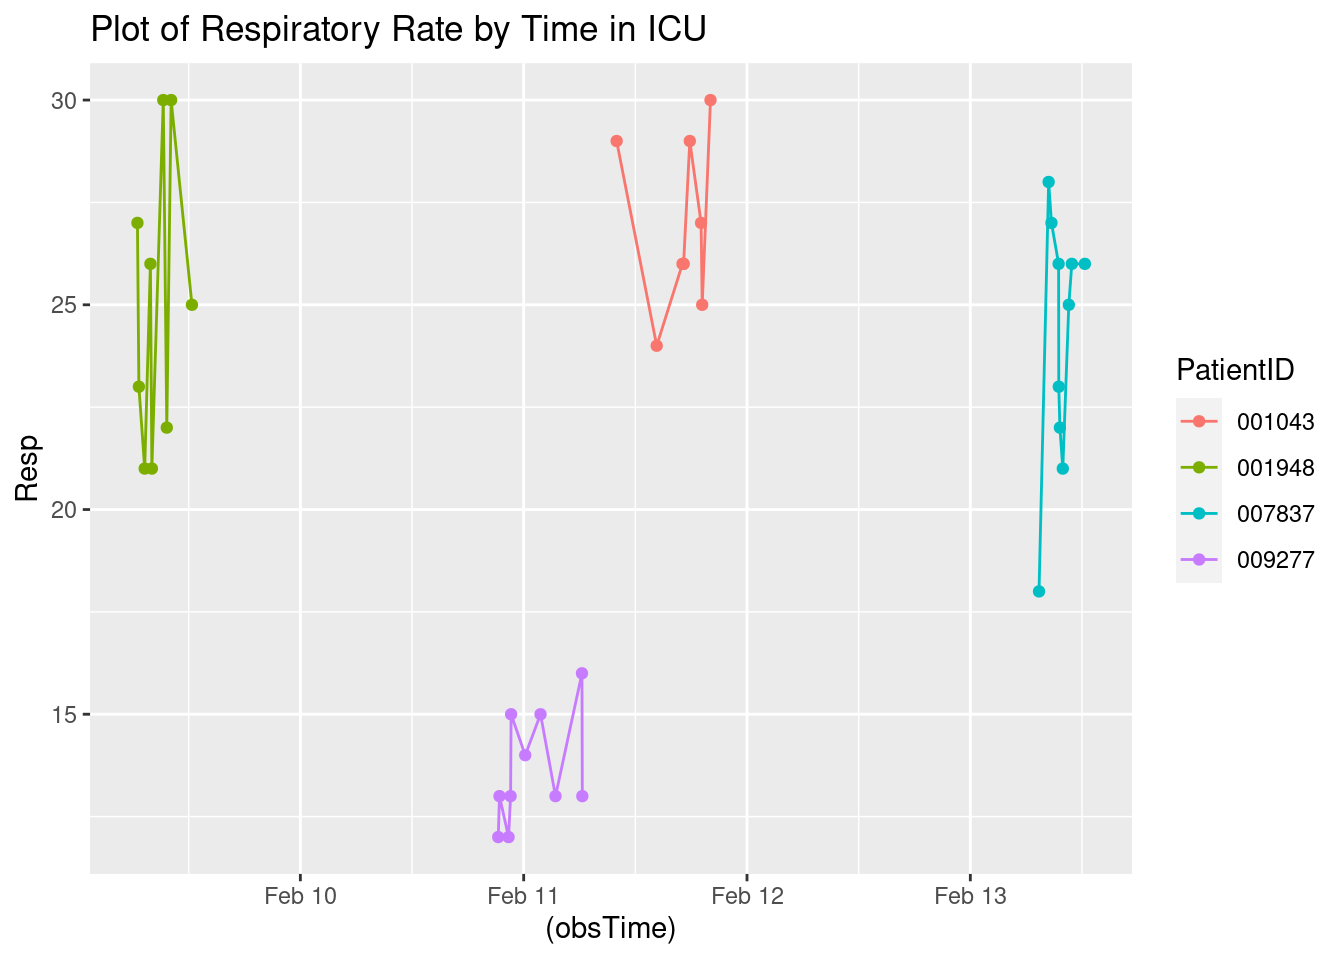 Plot of Respiratory Rate by Time in ICU
30
25
20
15
Resp
Feb 10
Feb 11
Feb 12
Feb 13
(obsTime)
PatientID
001043
001948
007837
009277